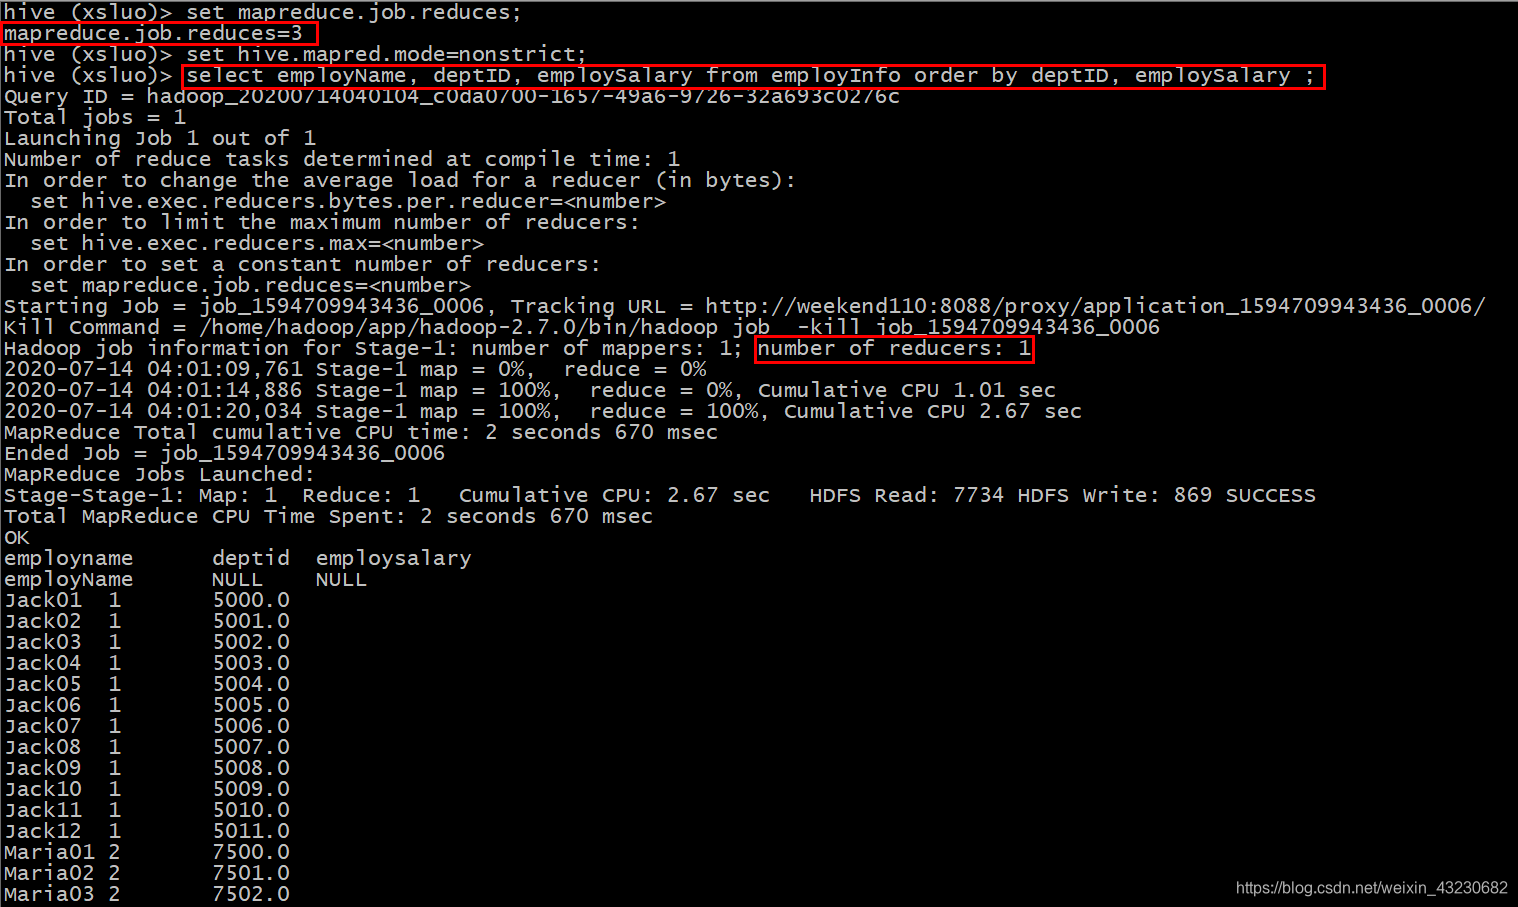 hive (xsluo)> set mapreduce.job.reduces;
mapreduce.job.reduces=3
hive (xsluo)> set hive.mapred.mode=nonstrict;
hive (xsluo)> select employName, deptID, employSalary from employInfo order by deptID, employSalary ;
Query ID = hadoop_20200714040104_c0da0700-1657-49a6-9726-32a693c0276c
Total jobs = 1
Launching Job 1 out of 1
Number of reduce tasks determined at compile time: 1
In order to change the average load for a reducer (in bytes):
  set hive.exec.reducers.bytes.per.reducer=<number>
In order to limit the maximum number of reducers:
  set hive.exec.reducers.max=<number>
In order to set a constant number of reducers:
  set mapreduce.job.reduces=<number>
Starting Job = job_1594709943436_0006, Tracking URL = http://weekend110:8088/proxy/application_1594709943436_0006/
Kill Command = /home/hadoop/app/hadoop-2.7.0/bin/hadoop job  -kill job_1594709943436_0006
Hadoop job information for Stage-1: number of mappers: 1; number of reducers: 1
2020-07-14 04:01:09,761 Stage-1 map = 0%,  reduce = 0%
2020-07-14 04:01:14,886 Stage-1 map = 100%,  reduce = 0%, Cumulative CPU 1.01 sec
2020-07-14 04:01:20,034 Stage-1 map = 100%,  reduce = 100%, Cumulative CPU 2.67 sec
MapReduce Total cumulative CPU time: 2 seconds 670 msec
Ended Job = job_1594709943436_0006
MapReduce Jobs Launched:
Stage-Stage-1: Map: 1  Reduce: 1   Cumulative CPU: 2.67 sec   HDFS Read: 7734 HDFS Write: 869 SUCCESS
Total MapReduce CPU Time Spent: 2 seconds 670 msec
OK
employname	deptid	employsalary
employName	NULL	NULL
Jack01	1	5000.0
Jack02	1	5001.0
Jack03	1	5002.0
Jack04	1	5003.0
Jack05	1	5004.0
Jack06	1	5005.0
Jack07	1	5006.0
Jack08	1	5007.0
Jack09	1	5008.0
Jack10	1	5009.0
Jack11	1	5010.0
Jack12	1	5011.0
Maria01	2	7500.0
Maria02	2	7501.0
Maria03	2	7502.0
https://blog.csdn.net/weixin_43230682